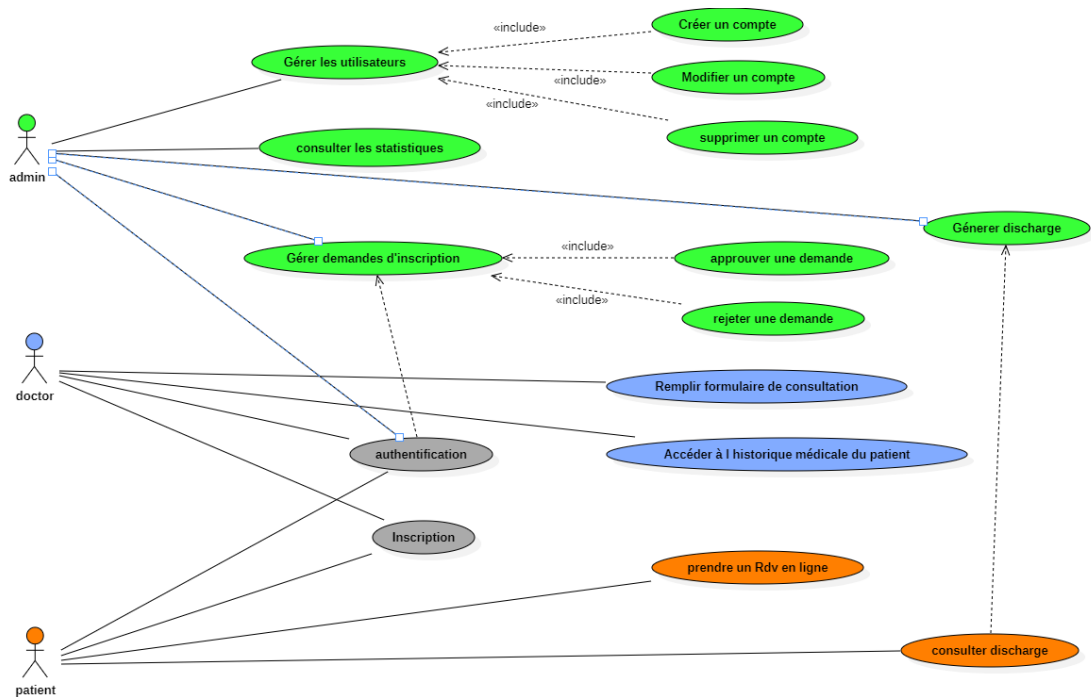 Créer un compte
«include»
Gérer les utilisateurs
Modifier un compte
«include»
«include»
supprimer un compte
consulter les statistiques
admin
Génerer discharge
«include»
Gérer demandes d'inscription
approuver une demande
«include»
rejeter une demande
doctor
Remplir formulaire de consultation
authentification
Accéder à l historique médicale du patient
Inscription
prendre un Rdv en ligne
consulter discharge
patient